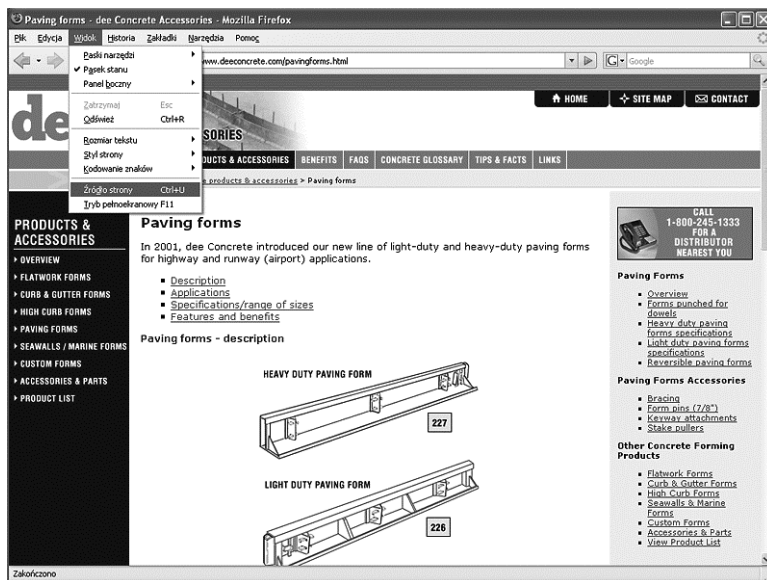 Paving forms - dee Concrete Accessories - Mozilla Firefox
Plik Edycja Widok Historia Zakładki Narzędzia Pomoc
Paski narzędzi
Pasek stanu
Panel boczny
Zatrzymaj Esc
Odśwież Ctrl+R
Rozmiar tekstu
Styl strony
Kodowanie znaków
Źródło strony Ctrl+U
Tryb pełnoekranowy F11
www.deeconcrete.com/pavingforms.html
Google
HOME SITE MAP CONTACT
dee
SORIES
DUCTS & ACCESSORIES BENEFITS FAQS CONCRETE GLOSSARY TIPS & FACTS LINKS
products & accessories > Paving forms
PRODUCTS &
ACCESSORIES
OVERVIEW
FLATWORK FORMS
CURB & GUTTER FORMS
HIGH CURB FORMS
PAVING FORMS
SEAWALLS / MARINE FORMS
CUSTOM FORMS
ACCESSORIES & PARTS
PRODUCT LIST
Paving forms
In 2001, dee Concrete introduced our new line of light-duty and heavy-duty paving forms
for highway and runway (airport) applications.
Description
Applications
Specifications/range of sizes
Features and benefits
Paving forms - description
HEAVY DUTY PAVING FORM
227
LIGHT DUTY PAVING FORM
226
CALL
1-800-245-1333
FOR A
DISTRIBUTOR
NEAREST YOU
Paving Forms
Overview
Forms punched for
dowels
Heavy duty paving
forms specifications
Light duty paving forms
specifications
Reversible paving forms
Paving Forms Accessories
Bracing
Form pins (7/8")
Keyway attachments
Stake pullers
Other Concrete Forming
Products
Flatwork Forms
Curb & Gutter Forms
High Curb Forms
Seawalls & Marine
Forms
Custom Forms
Accessories & Parts
View Product List
Zakończono